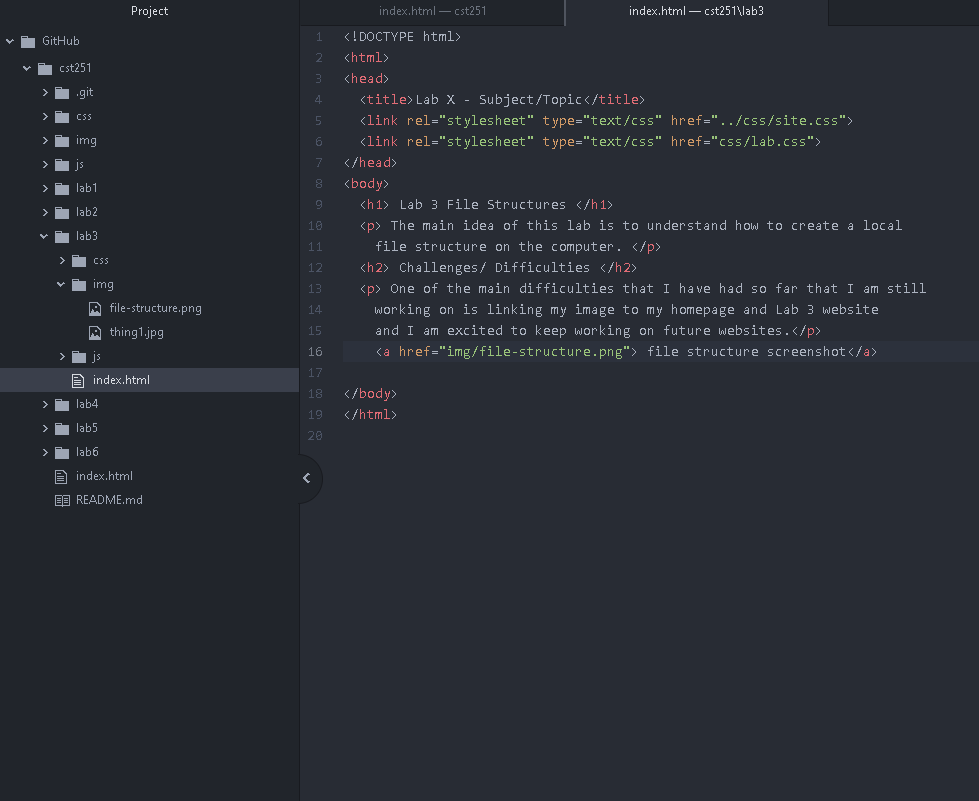 Project
GitHub
cst251
.git
css
img
js
lab1
lab2
lab3
css
img
file-structure.png
thing1.jpg
js
index.html
lab4
lab5
lab6
index.html
README.md
index.html — cst251
index.html — cst251\lab3
1 <!DOCTYPE html>
2 <html>
3 <head>
4 <title>Lab X - Subject/Topic</title>
5 <link rel="stylesheet" type="text/css" href="../css/site.css">
6 <link rel="stylesheet" type="text/css" href="css/lab.css">
7 </head>
8 <body>
9 <h1> Lab 3 File Structures </h1>
10 <p> The main idea of this lab is to understand how to create a local
11 file structure on the computer. </p>
12 <h2> Challenges/ Difficulties </h2>
13 <p> One of the main difficulties that I have had so far that I am still
14 working on is linking my image to my homepage and Lab 3 website
15 and I am excited to keep working on future websites.</p>
16 <a href="img/file-structure.png"> file structure screenshot</a>
17
18 </body>
19 </html>
20